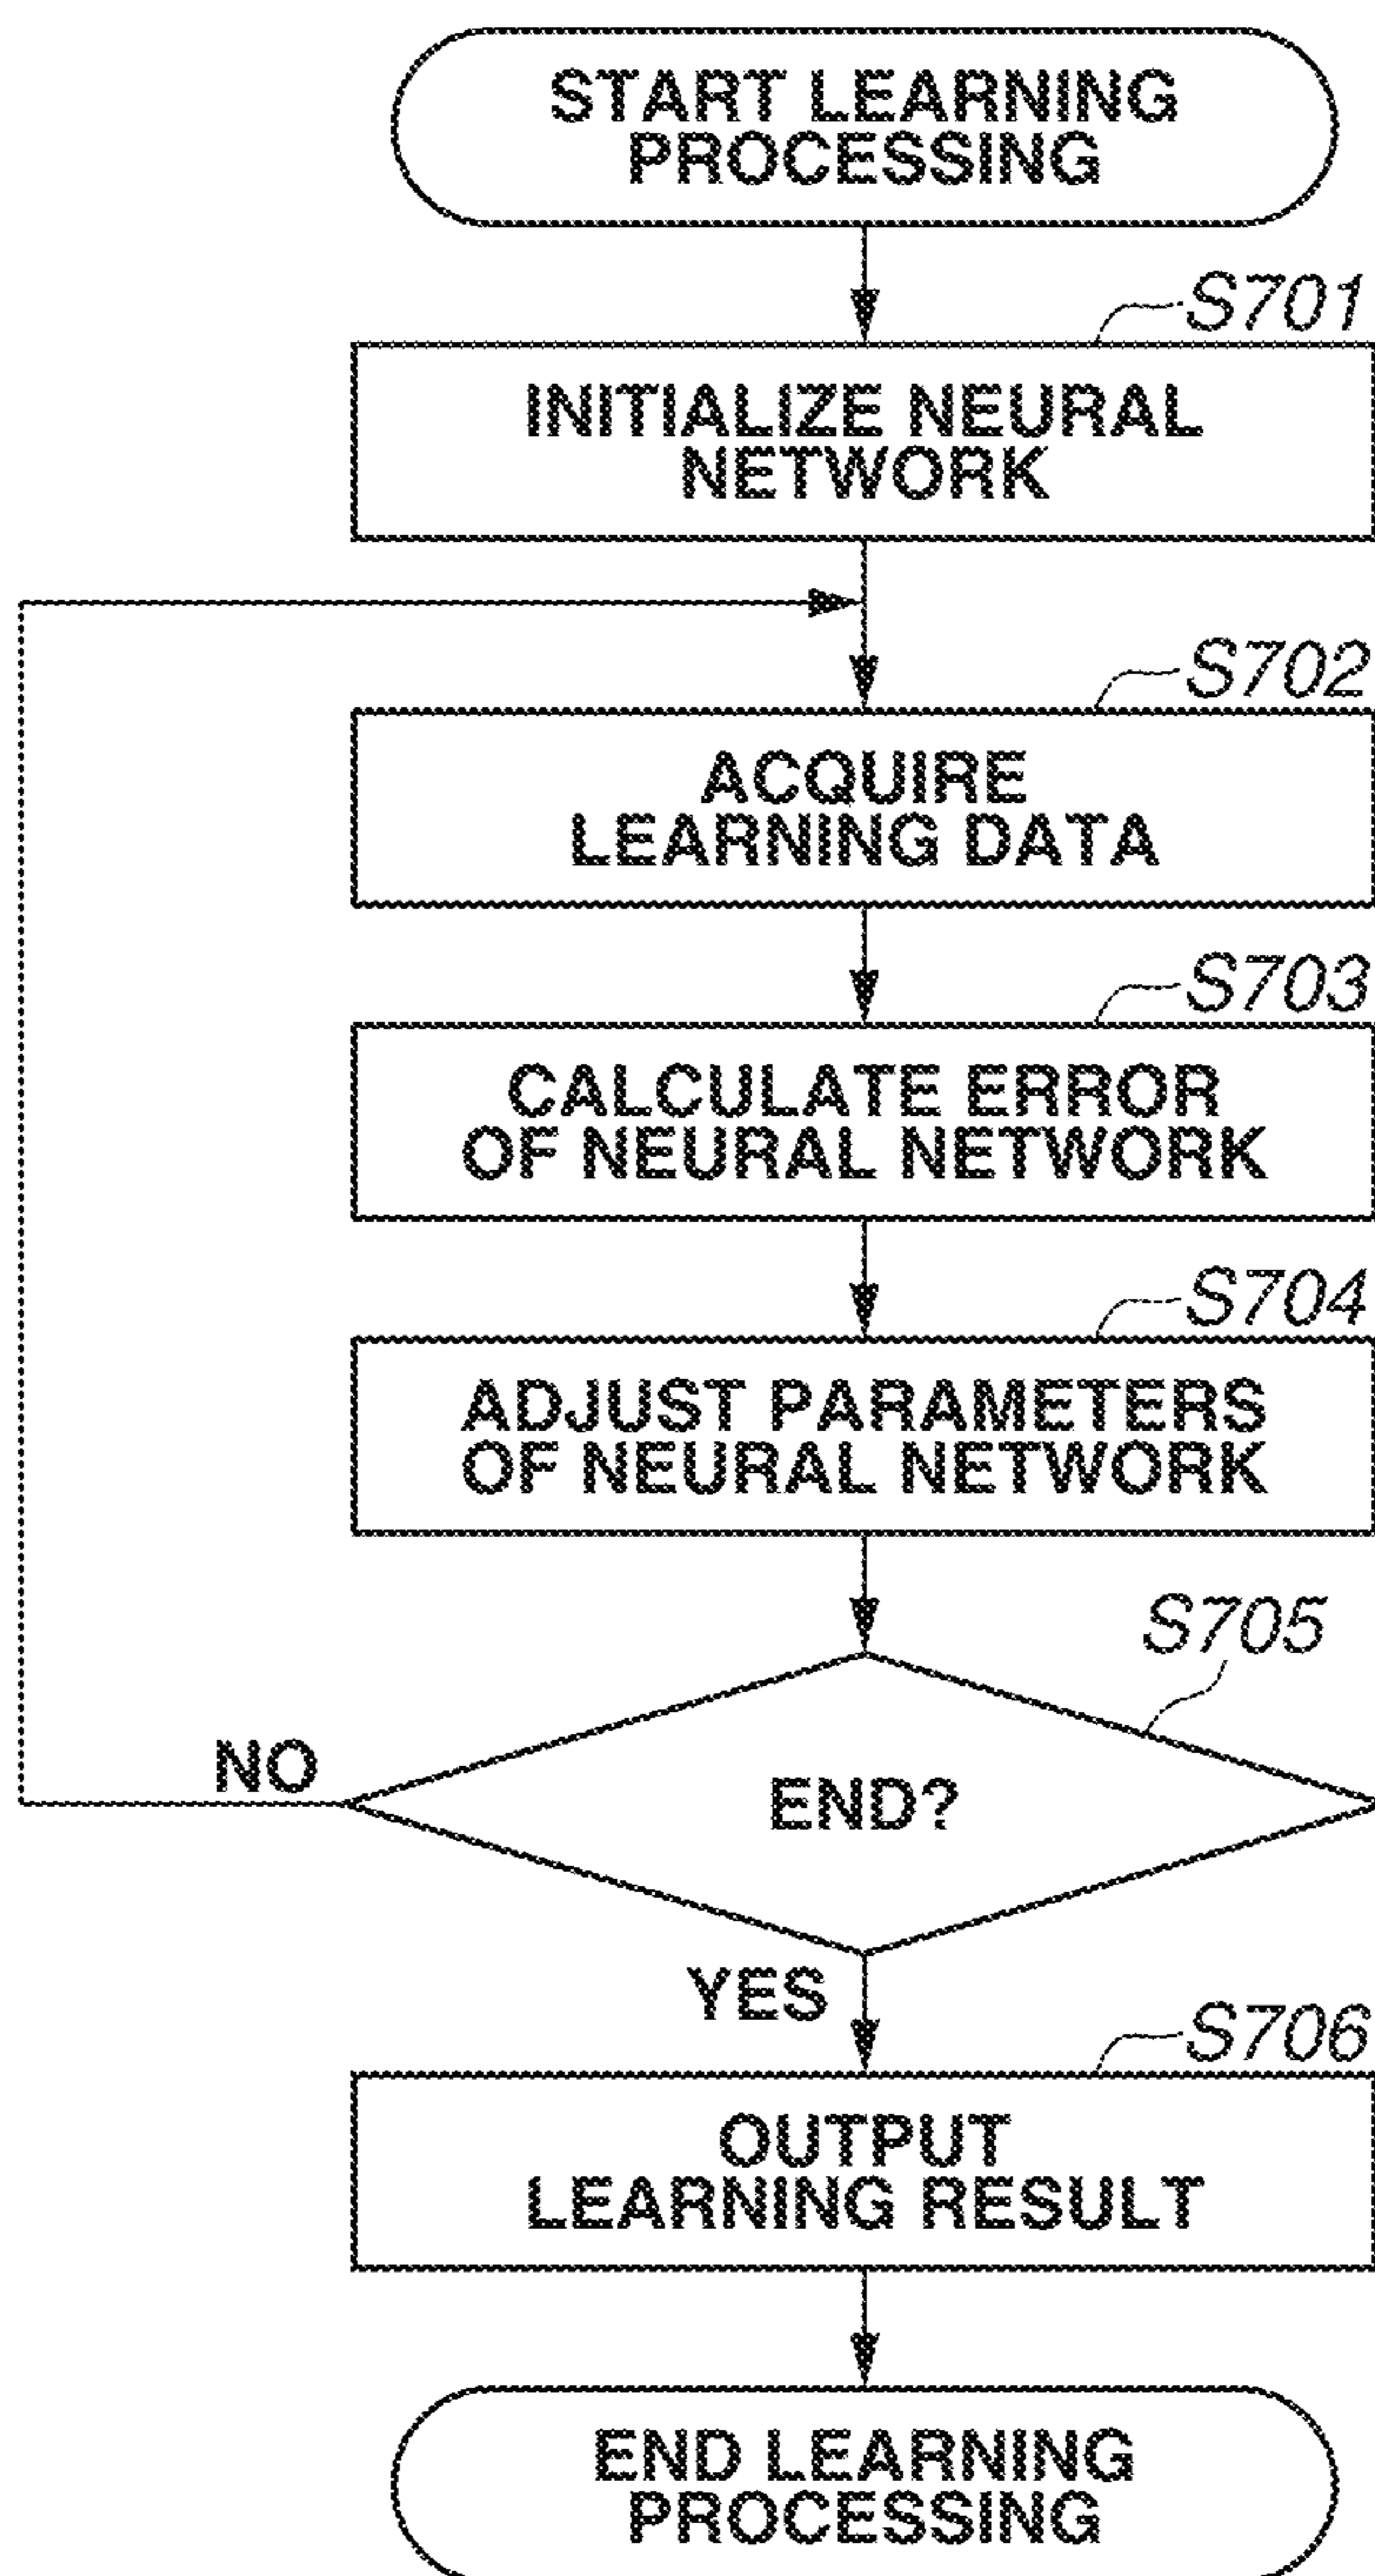 START LEARNING
PROCESSING
S701
INITIALIZE NEURAL
NETWORK
S702
ACQUIRE
LEARNING DATA
S703
CALCULATE ERROR
OF NEURAL NETWORK
S704
ADJUST PARAMETERS
OF NEURAL NETWORK
S705
NO
END?
YES
S706
OUTPUT
LEARNING RESULT
END LEARNING
PROCESSING